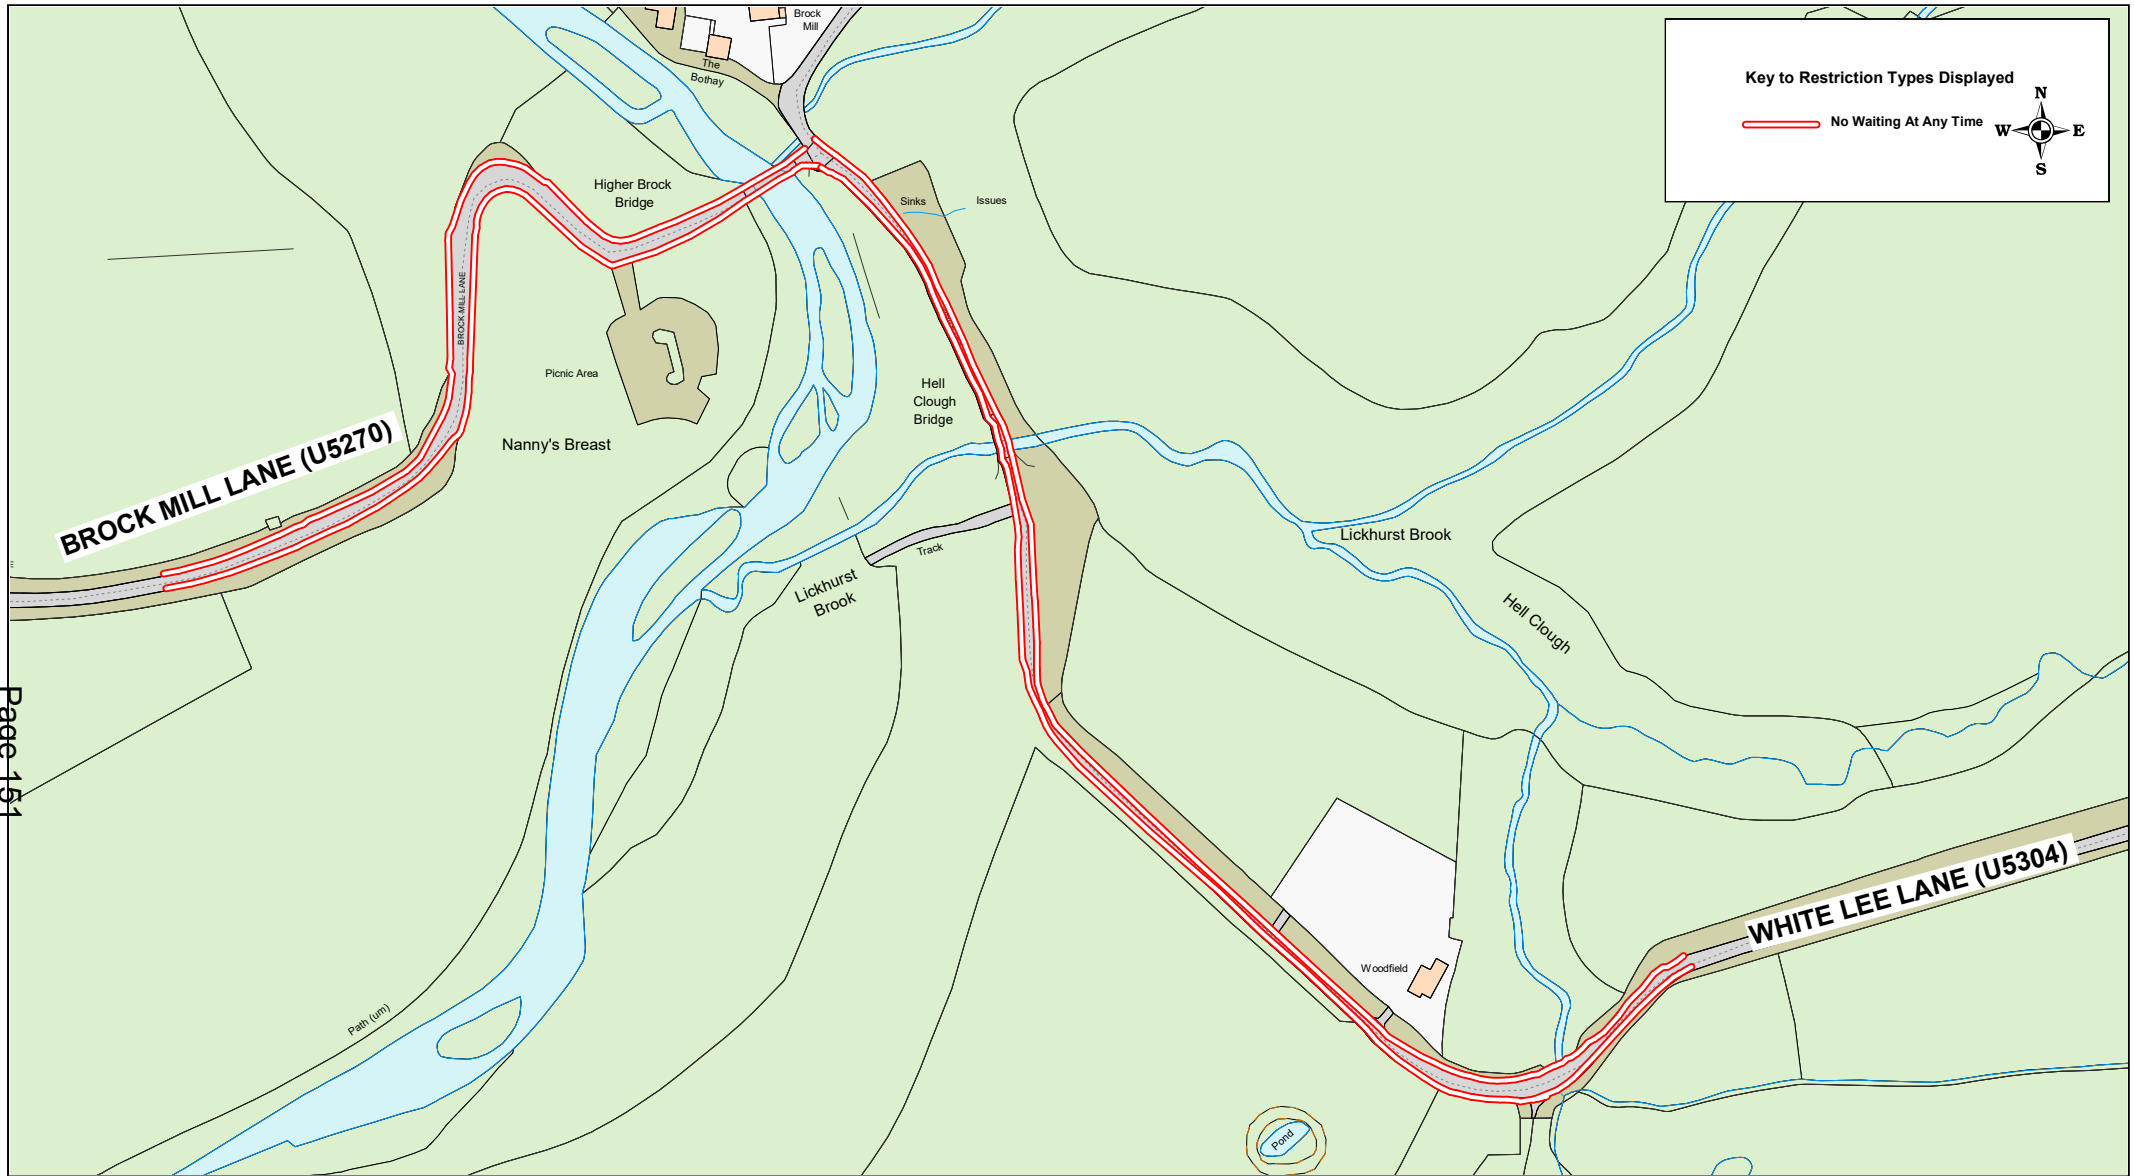 Brock
Mill
The
Bothay
Key to Restriction Types Displayed
No Waiting At Any Time
N
W
E
S
Higher Brock
Bridge
Sinks
Issues
BROCK MILL LANE
Picnic Area
Hell
Clough
Bridge
BROCK MILL LANE (U5270)
Nanny's Breast
Lickhurst Brook
Track
Lickhurst
Brook
Hell Clough
Page 151
WHITE LEE LANE (U5304)
Woodfield
Path (um)
Pond